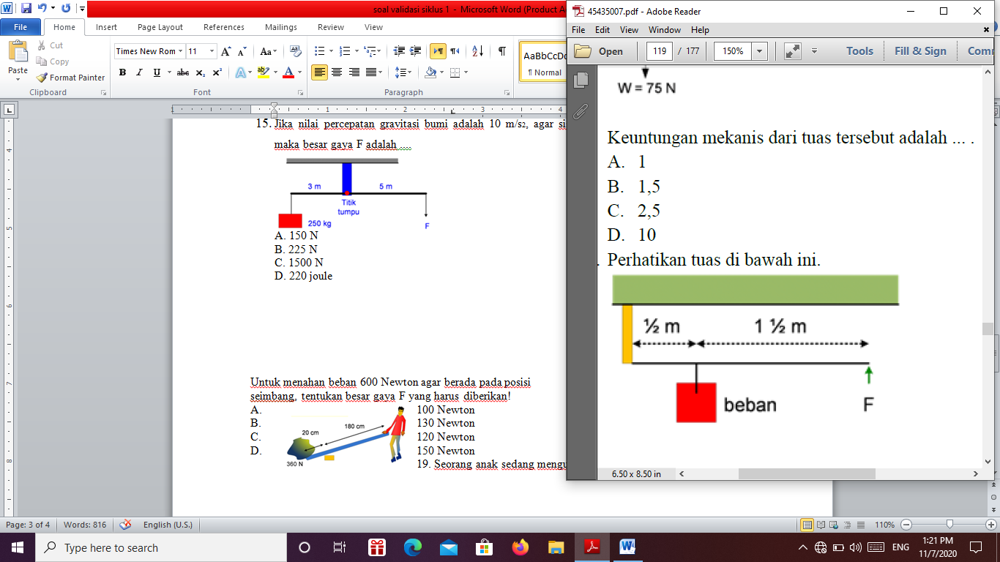 soal validasi siklus 1 - Microsoft Word (Product A
File Home Insert Page Layout References Mailings Review View
Paste
Cut
Copy
Format Painter
Clipboard
Times New Rom 11
Font
Paragraph
AaBbCcDc
¶ Normal
15. Jika nilai percepatan gravitasi bumi adalah 10 m/s2, agar si
maka besar gaya F adalah ....
3 m 5 m
Titik
tumpu
250 kg F
A. 150 N
B. 225 N
C. 1500 N
D. 220 joule
Untuk menahan beban 600 Newton agar berada pada posisi
seimbang, tentukan besar gaya F yang harus diberikan!
A. 100 Newton
B. 130 Newton
C. 120 Newton
D. 150 Newton
20 cm 180 cm
360 N
19. Seorang anak sedang mengu
Page: 3 of 4 Words: 816 English (U.S.) 110%
45435007.pdf - Adobe Reader
File Edit View Window Help
Open 119 / 177 150% Tools Fill & Sign Com
W = 75 N
Keuntungan mekanis dari tuas tersebut adalah ... .
A. 1
B. 1,5
C. 2,5
D. 10
. Perhatikan tuas di bawah ini.
½ m 1 ½ m
beban F
6.50 x 8.50 in
Type here to search
ENG
1:21 PM
11/7/2020